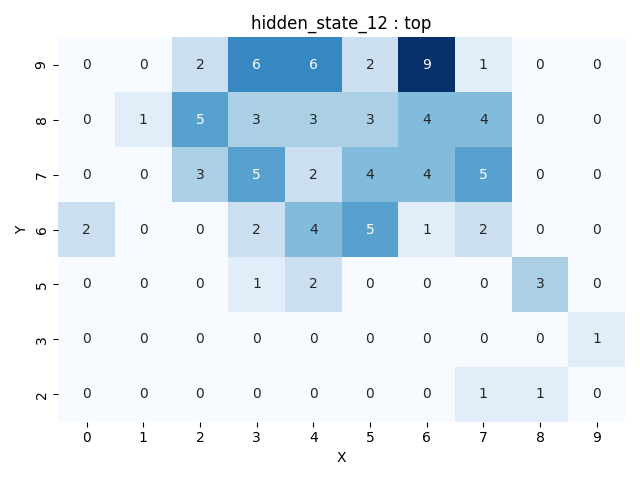 hidden_state_12 : top
9 0 0 2 6 6 2 9 1 0 0
8 0 1 5 3 3 3 4 4 0 0
7 0 0 3 5 2 4 4 5 0 0
6 2 0 0 2 4 5 1 2 0 0
5 0 0 0 1 2 0 0 0 3 0
3 0 0 0 0 0 0 0 0 0 1
2 0 0 0 0 0 0 0 1 1 0
Y
0 1 2 3 4 5 6 7 8 9
X